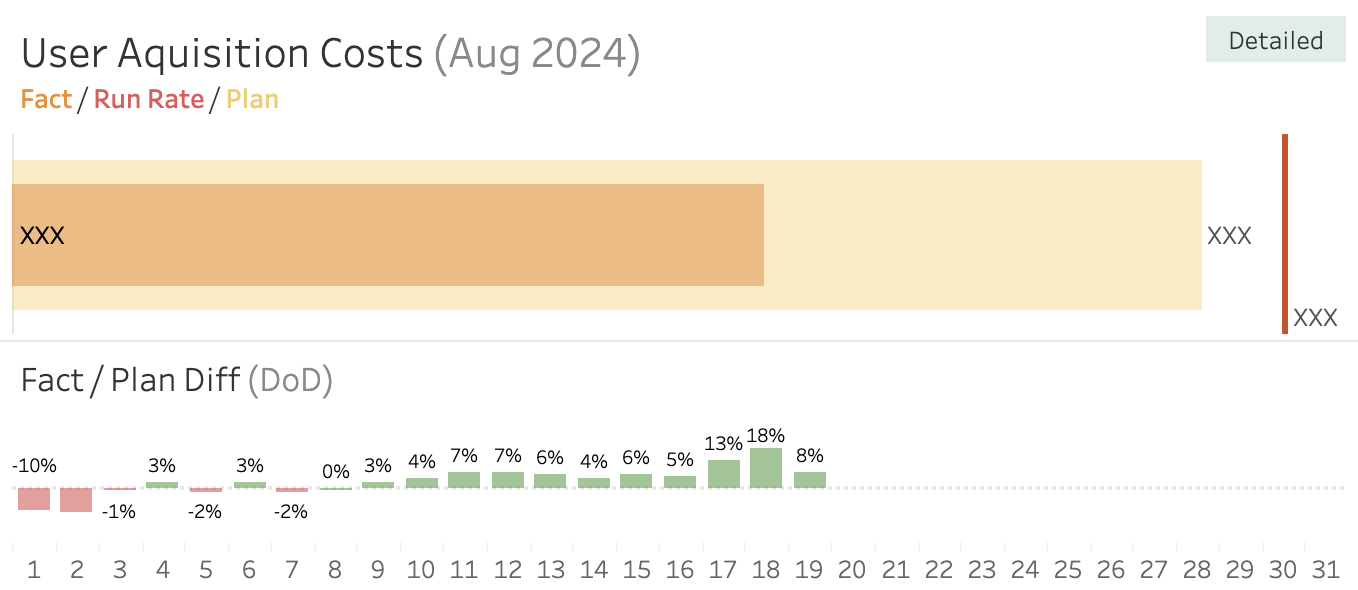 User Aquisition Costs (Aug 2024)
Detailed
Fact / Run Rate / Plan
XXX
XXX
XXX
Fact / Plan Diff (DoD)
-10% -1% 3% -2% 3% -2% 0% 3% 4% 7% 7% 6% 4% 6% 5% 13% 18% 8%
1 2 3 4 5 6 7 8 9 10 11 12 13 14 15 16 17 18 19 20 21 22 23 24 25 26 27 28 29 30 31